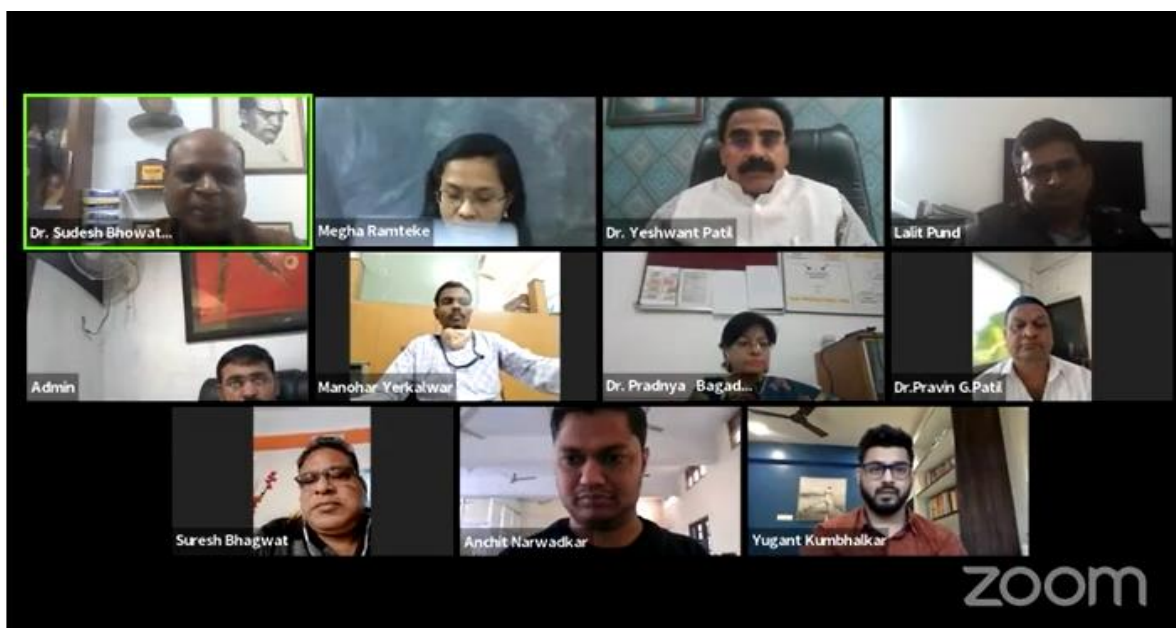 Dr. Sudesh Bhowat...
Megha Ramteke
Dr. Yeshwant Patil
Lalit Pund
Admin
Manohar Yerkalwar
Dr. Pradnya Bagad...
Dr.Pravin G.Patil
Suresh Bhagwat
Anchit Narwadkar
Yugant Kumbhalkar
zoom